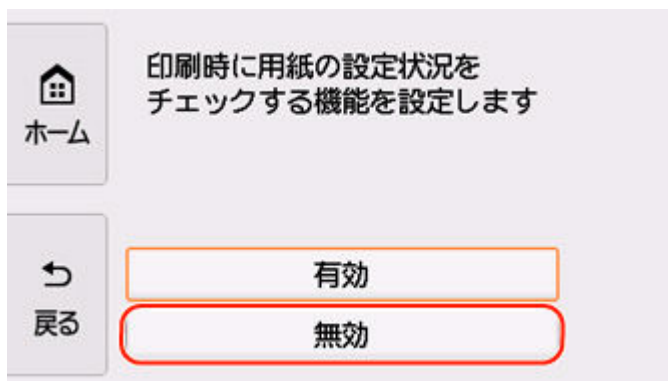 印刷時に用紙の設定状況を
チェックする機能を設定します
ホーム
有効
戻る
無効